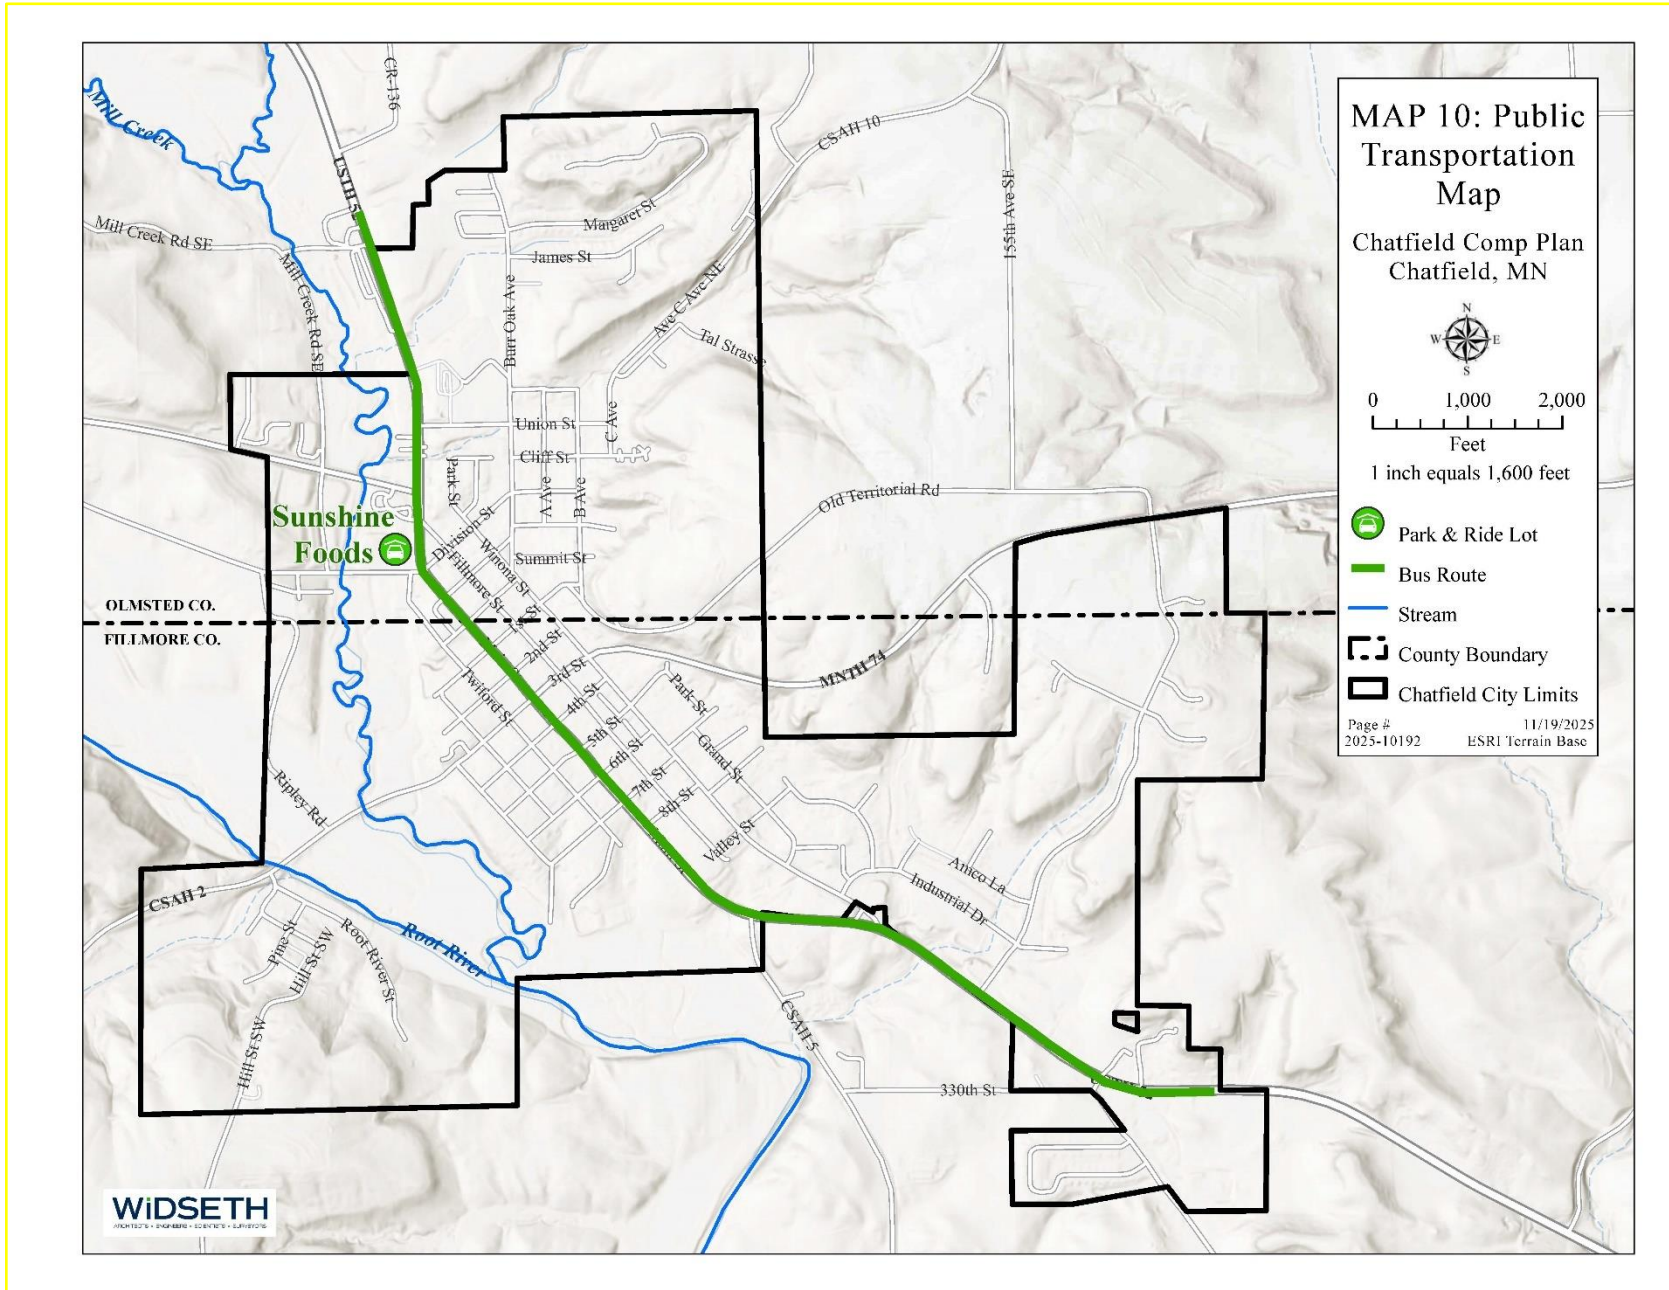 MAP 10: Public
Transportation
Map
Chatfield Comp Plan
Chatfield, MN
N
W
E
S
0
1,000
2,000
Feet
1 inch equals 1,600 feet
Park & Ride Lot
Bus Route
Stream
County Boundary
Chatfield City Limits
Page #
11/19/2025
2025-10192
ESRI Terrain Base
Mill Creek
CR-136
CSAH 10
155th Ave SE
Mill Creek Rd SE
Margaret St
James St
Mill Creek Rd SE
Burr Oak Ave
Ave C Ave NE
Tal Strasse
Union St
C Ave
Cliff St
Park St
A Ave
B Ave
Old Territorial Rd
Sunshine
Foods
Division St
Winona St
Fillmore St
Summit St
OLMSTED CO.
FILLMORE CO.
1st St
2nd St
3rd St
4th St
5th St
6th St
7th St
8th St
MNTH 74
Twiford St
Park St
Grand St
Valley St
Ripley Rd
Amco La
Industrial Dr
CSAH 2
Pine St
Hill St SW
Root River St
Root River
Hill St SW
CSAH 5
330th St
WiDSETH
ARCHITECTS • ENGINEERS • SCIENTISTS • SURVEYORS